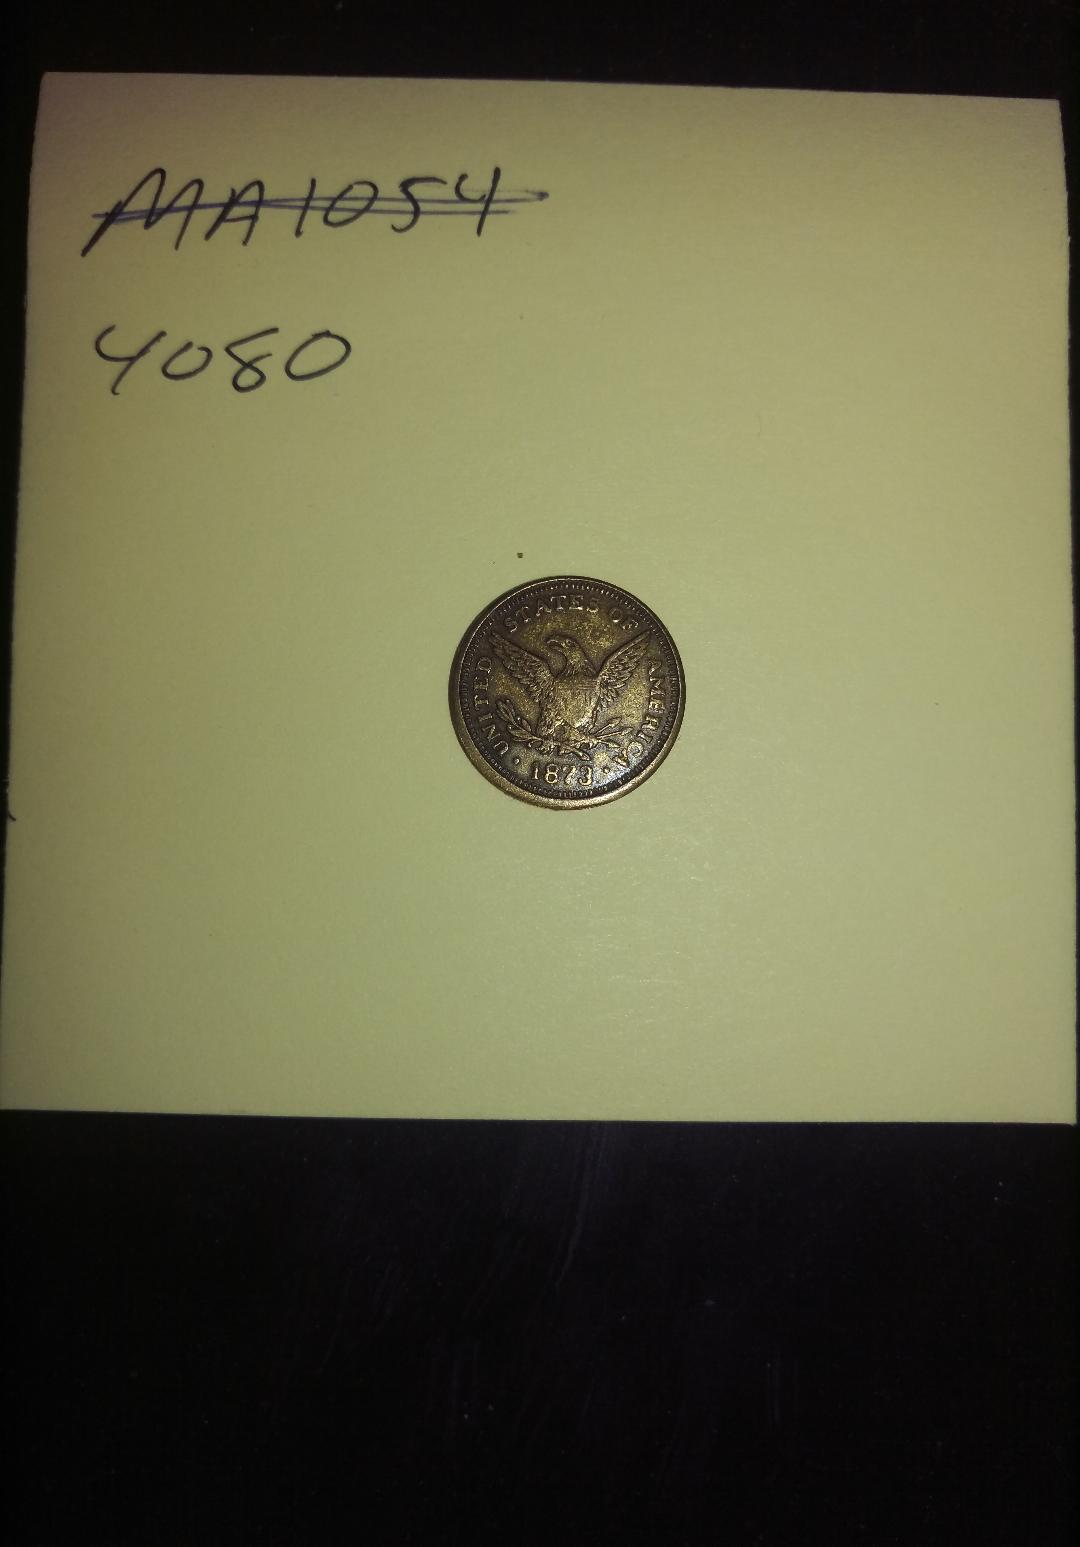 MA1054
4080
UNITED STATES OF AMERICA
· 1873 ·